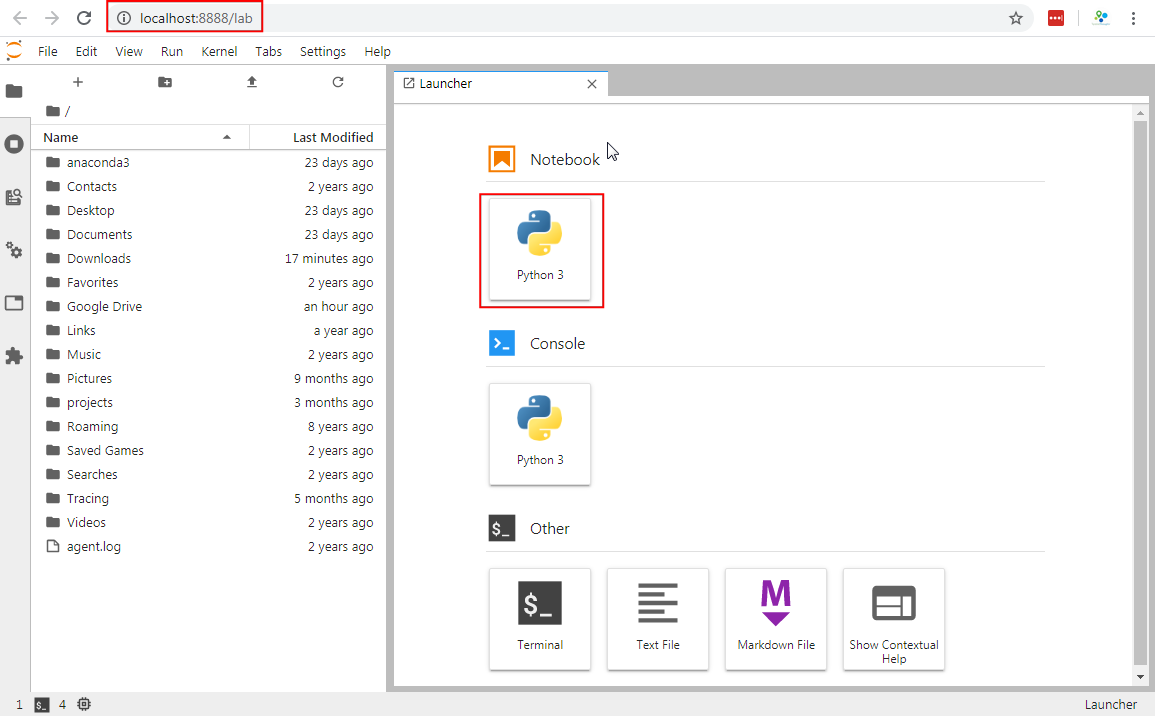 localhost:8888/lab
File Edit View Run Kernel Tabs Settings Help
Launcher
/
Name Last Modified
anaconda3 23 days ago
Contacts 2 years ago
Desktop 23 days ago
Documents 23 days ago
Downloads 17 minutes ago
Favorites 2 years ago
Google Drive an hour ago
Links a year ago
Music 2 years ago
Pictures 9 months ago
projects 3 months ago
Roaming 8 years ago
Saved Games 2 years ago
Searches 2 years ago
Tracing 5 months ago
Videos 2 years ago
agent.log 2 years ago
Notebook
Python 3
Console
Python 3
$_ Other
$_
Terminal
Text File
M
Markdown File
Show Contextual
Help
1 $_ 4 Launcher